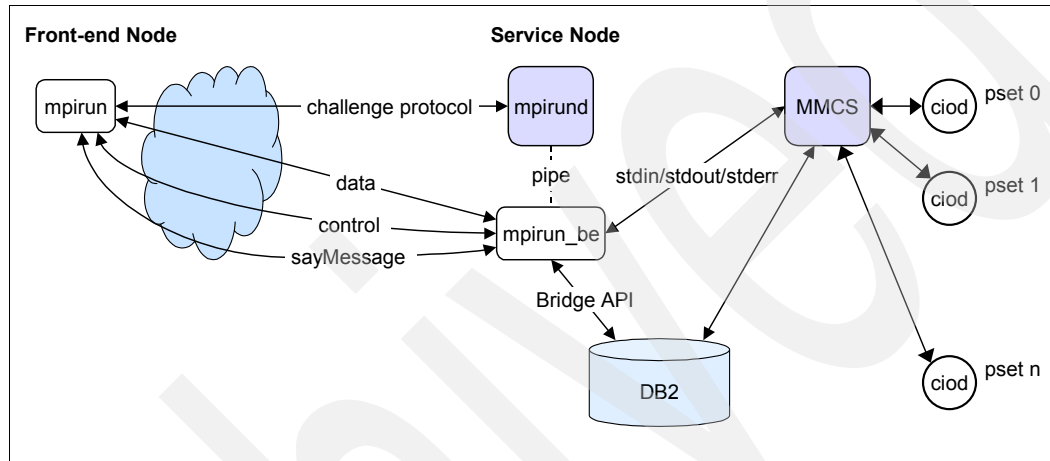 Front-end Node
Service Node
mpirun
challenge protocol
mpirund
MMCS
ciod
pset 0
data
pipe
stdin/stdout/stderr
ciod
pset 1
control
mpirun_be
sayMessage
Bridge API
DB2
ciod
pset n